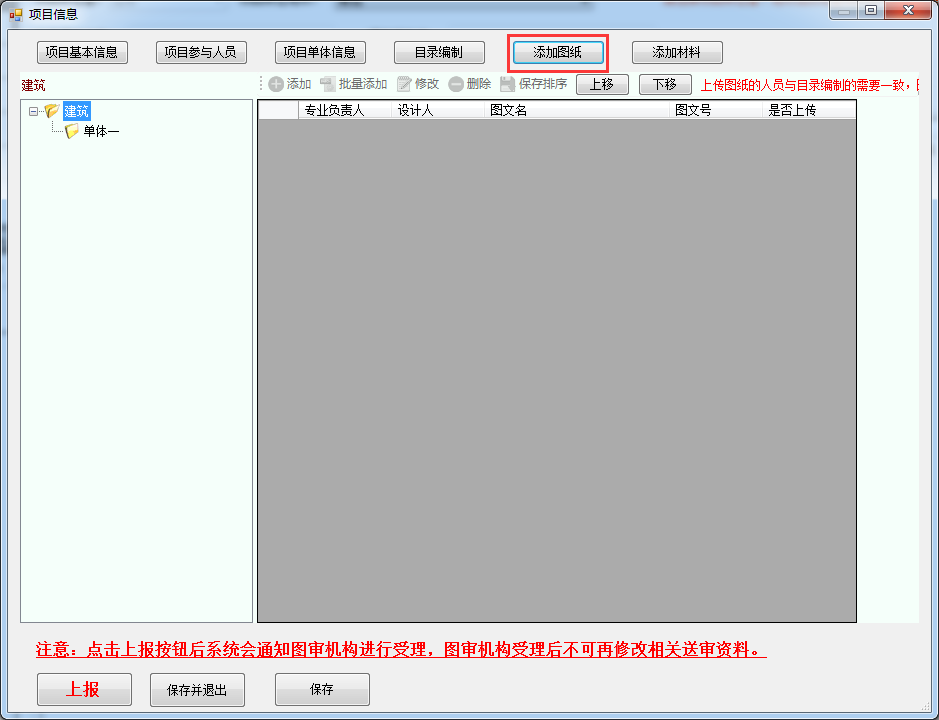 项目信息
项目基本信息 项目参与人员 项目单体信息 目录编制 添加图纸 添加材料
建筑 添加 批量添加 修改 删除 保存排序 上移 下移 上传图纸的人员与目录编制的需要一致，
建筑 专业负责人 设计人 图文名 图文号 是否上传
单体一
注意：点击上报按钮后系统会通知图审机构进行受理，图审机构受理后不可再修改相关送审资料。
上报 保存并退出 保存